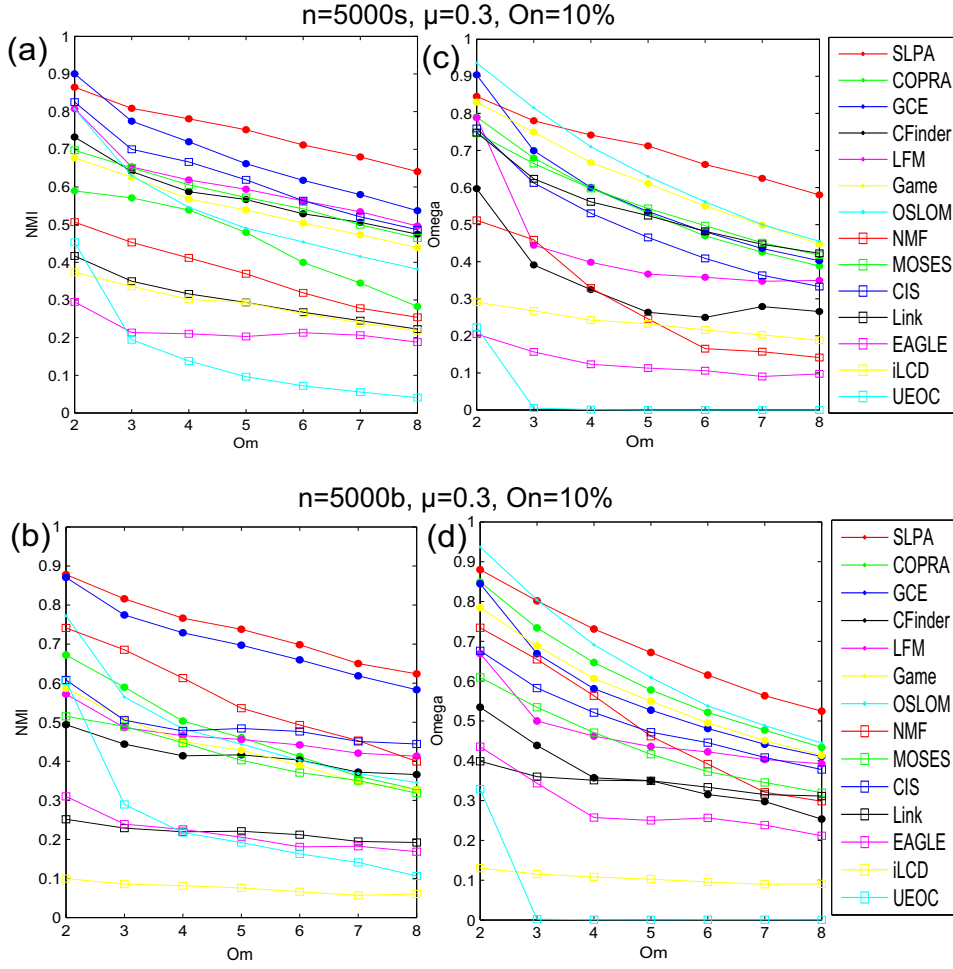 n=5000s, μ=0.3, On=10%
(a)
1
0.9
0.8
0.7
0.6
0.5
0.4
0.3
0.2
0.1
0
NMI
2 3 4 5 6 7 8
Om
(c)
1
0.9
0.8
0.7
0.6
0.5
0.4
0.3
0.2
0.1
0
Omega
2 3 4 5 6 7 8
Om
SLPA
COPRA
GCE
CFinder
LFM
Game
OSLOM
NMF
MOSES
CIS
Link
EAGLE
iLCD
UEOC
n=5000b, μ=0.3, On=10%
(b)
1
0.9
0.8
0.7
0.6
0.5
0.4
0.3
0.2
0.1
0
NMI
2 3 4 5 6 7 8
Om
(d)
1
0.9
0.8
0.7
0.6
0.5
0.4
0.3
0.2
0.1
0
Omega
2 3 4 5 6 7 8
Om
SLPA
COPRA
GCE
CFinder
LFM
Game
OSLOM
NMF
MOSES
CIS
Link
EAGLE
iLCD
UEOC